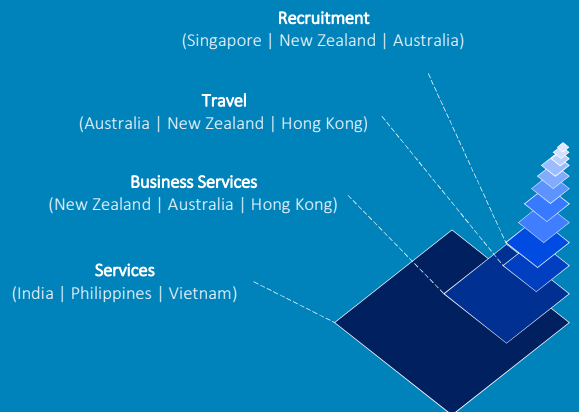 Recruitment
(Singapore | New Zealand | Australia)
Travel
(Australia | New Zealand | Hong Kong)
Business Services
(New Zealand | Australia | Hong Kong)
Services
(India | Philippines | Vietnam)